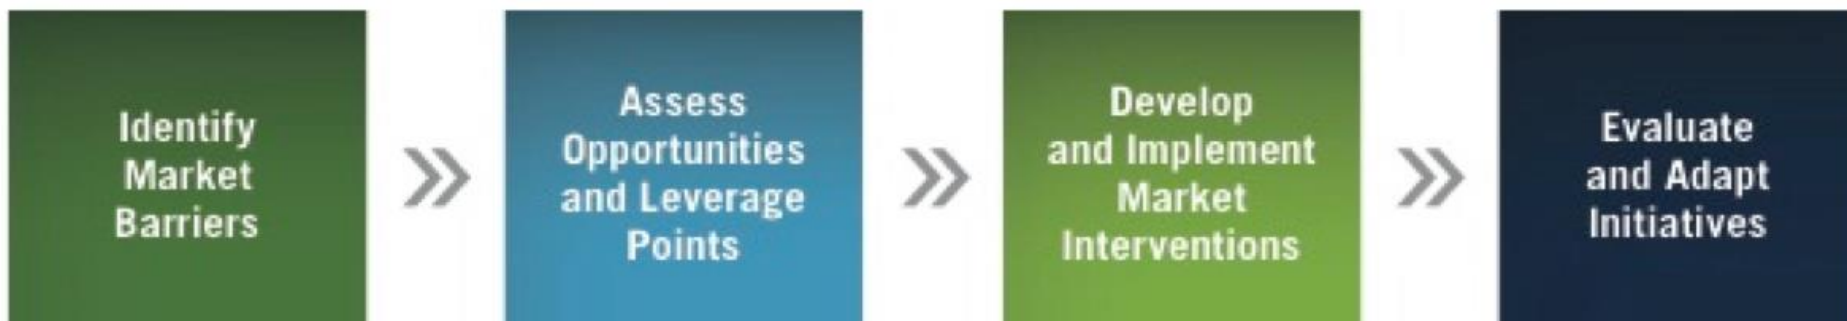 Identify
Market
Barriers
Assess
Opportunities
and Leverage
Points
Develop
and Implement
Market
Interventions
Evaluate
and Adapt
Initiatives